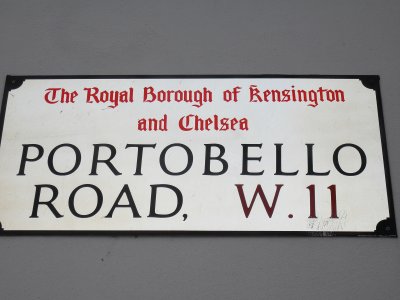 The Royal Borough of Kensington
and Chelsea
PORTOBELLO
ROAD, W.11